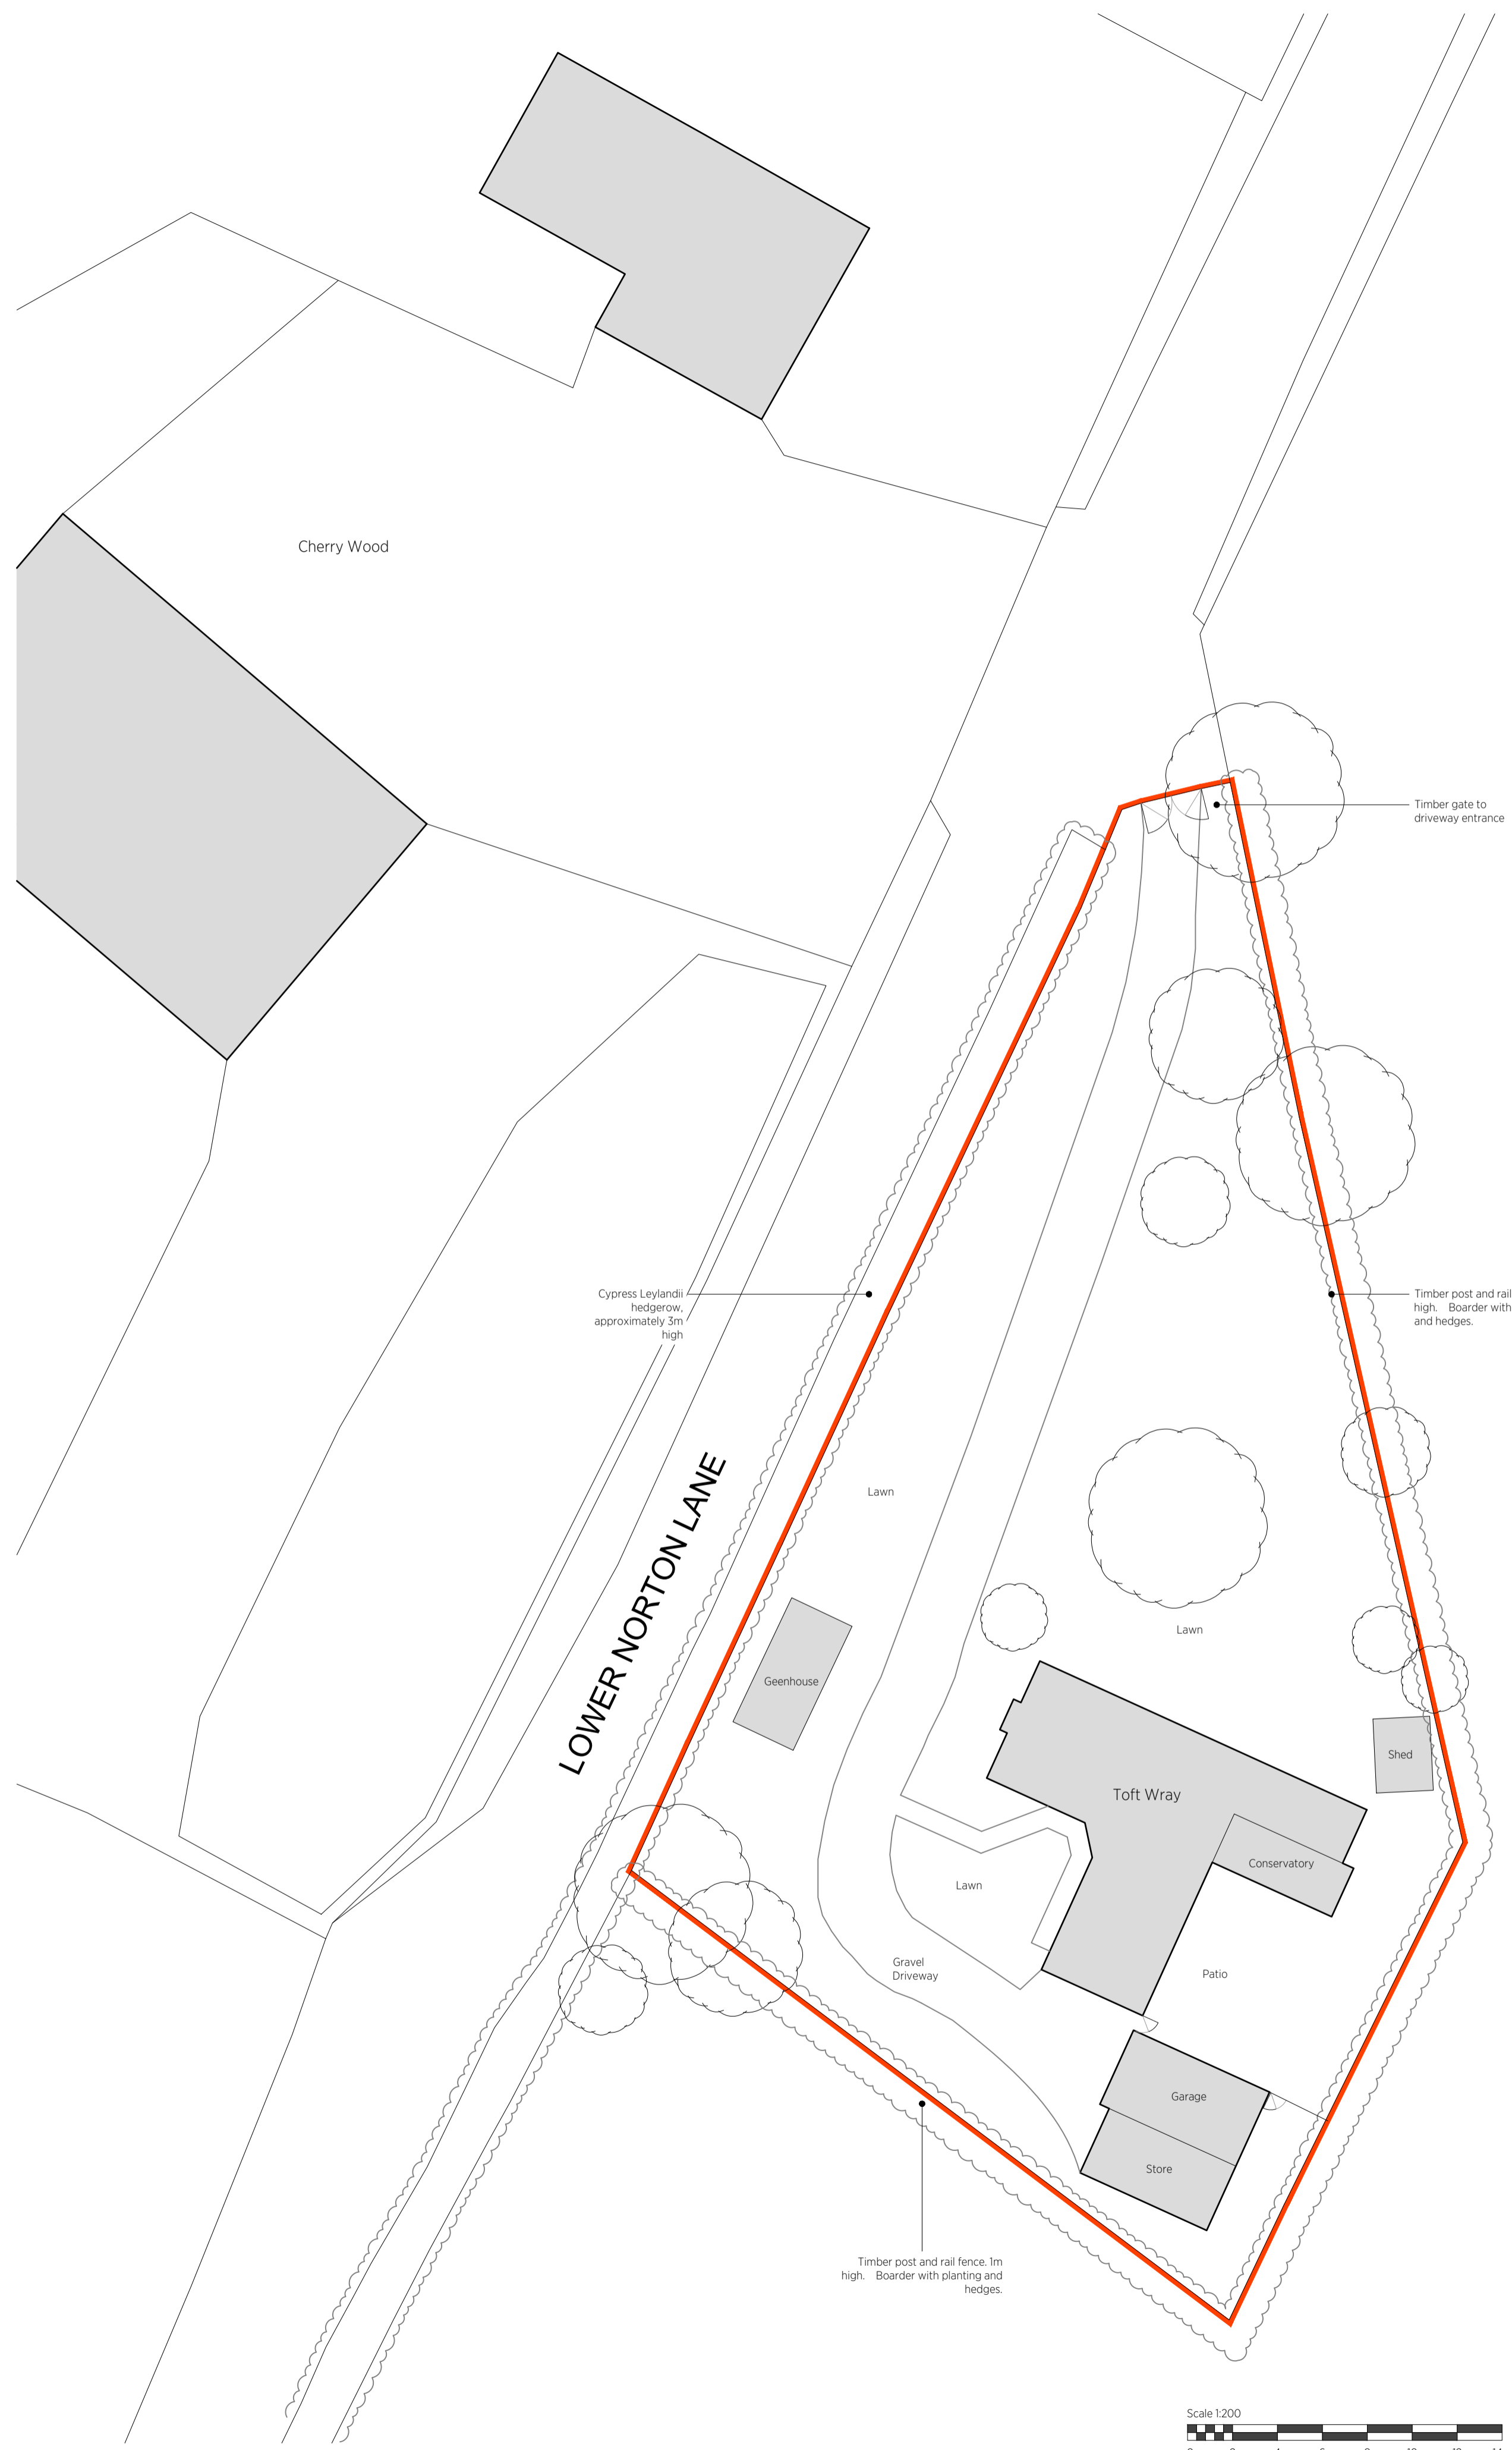 Cherry Wood
Timber gate to
driveway entrance
Cypress Leylandii
hedgerow,
approximately 3m
high
Timber post and rail
high. Boarder with
and hedges.
LOWER NORTON LANE
Lawn
Lawn
Geenhouse
Shed
Toft Wray
Conservatory
Lawn
Gravel
Driveway
Patio
Garage
Store
Timber post and rail fence. 1m
high. Boarder with planting and
hedges.
Scale 1:200